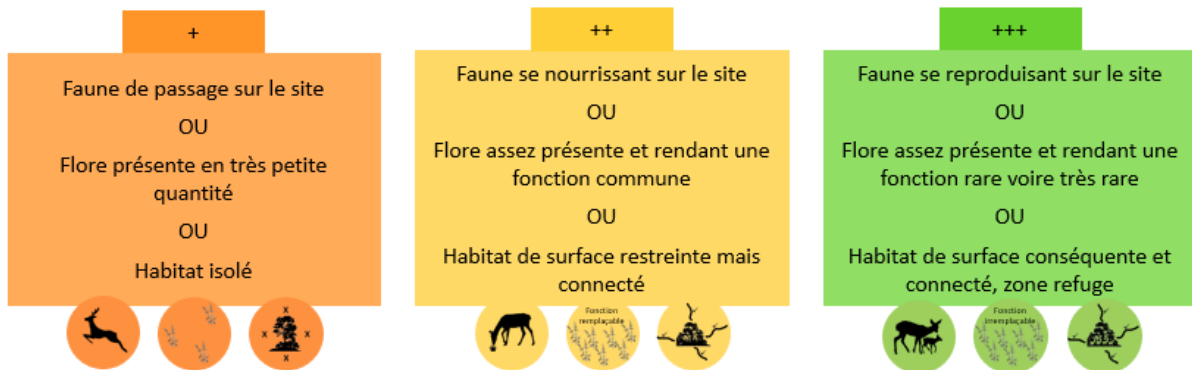 +
Faune de passage sur le site
OU
Flore présente en très petite
quantité
OU
Habitat isolé
x x
x
x
++
Faune se nourrissant sur le site
OU
Flore assez présente et rendant une
fonction commune
OU
Habitat de surface restreinte mais
connecté
Fonction
remplaçable
+++
Faune se reproduisant sur le site
OU
Flore assez présente et rendant une
fonction rare voire très rare
OU
Habitat de surface conséquente et
connecté, zone refuge
Fonction
irremplaçable